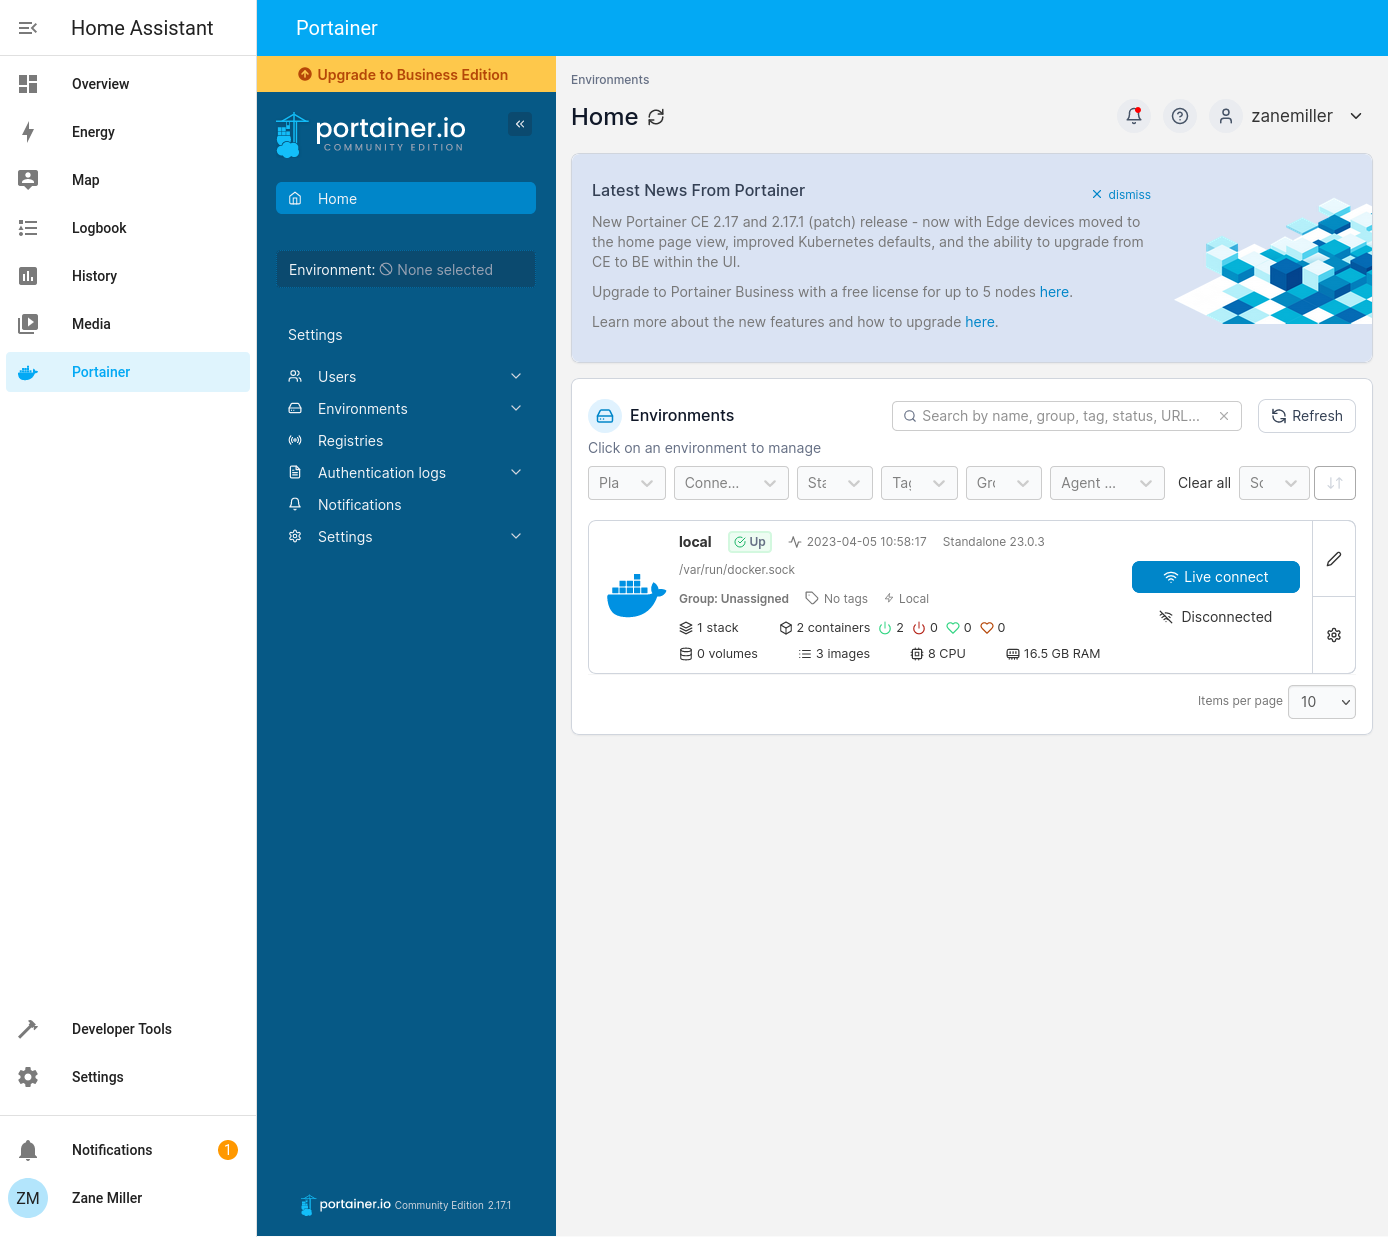 Home Assistant
Overview
Energy
Map
Logbook
History
Media
Portainer
Developer Tools
Settings
Notifications
1
ZM
Zane Miller
Portainer
Upgrade to Business Edition
portainer.io
COMMUNITY EDITION
Home
Environment: None selected
Settings
Users
Environments
Registries
Authentication logs
Notifications
Settings
portainer.io Community Edition 2.17.1
Environments
Home
zanemiller
Latest News From Portainer
dismiss
New Portainer CE 2.17 and 2.17.1 (patch) release - now with Edge devices moved to
the home page view, improved Kubernetes defaults, and the ability to upgrade from
CE to BE within the UI.
Upgrade to Portainer Business with a free license for up to 5 nodes here.
Learn more about the new features and how to upgrade here.
Environments
Search by name, group, tag, status, URL...
Refresh
Click on an environment to manage
Pla Conne... Sta Tag Gro Agent ... Clear all So
local Up 2023-04-05 10:58:17 Standalone 23.0.3
/var/run/docker.sock
Group: Unassigned No tags Local
1 stack 2 containers 2 0 0 0
0 volumes 3 images 8 CPU 16.5 GB RAM
Live connect
Disconnected
Items per page 10